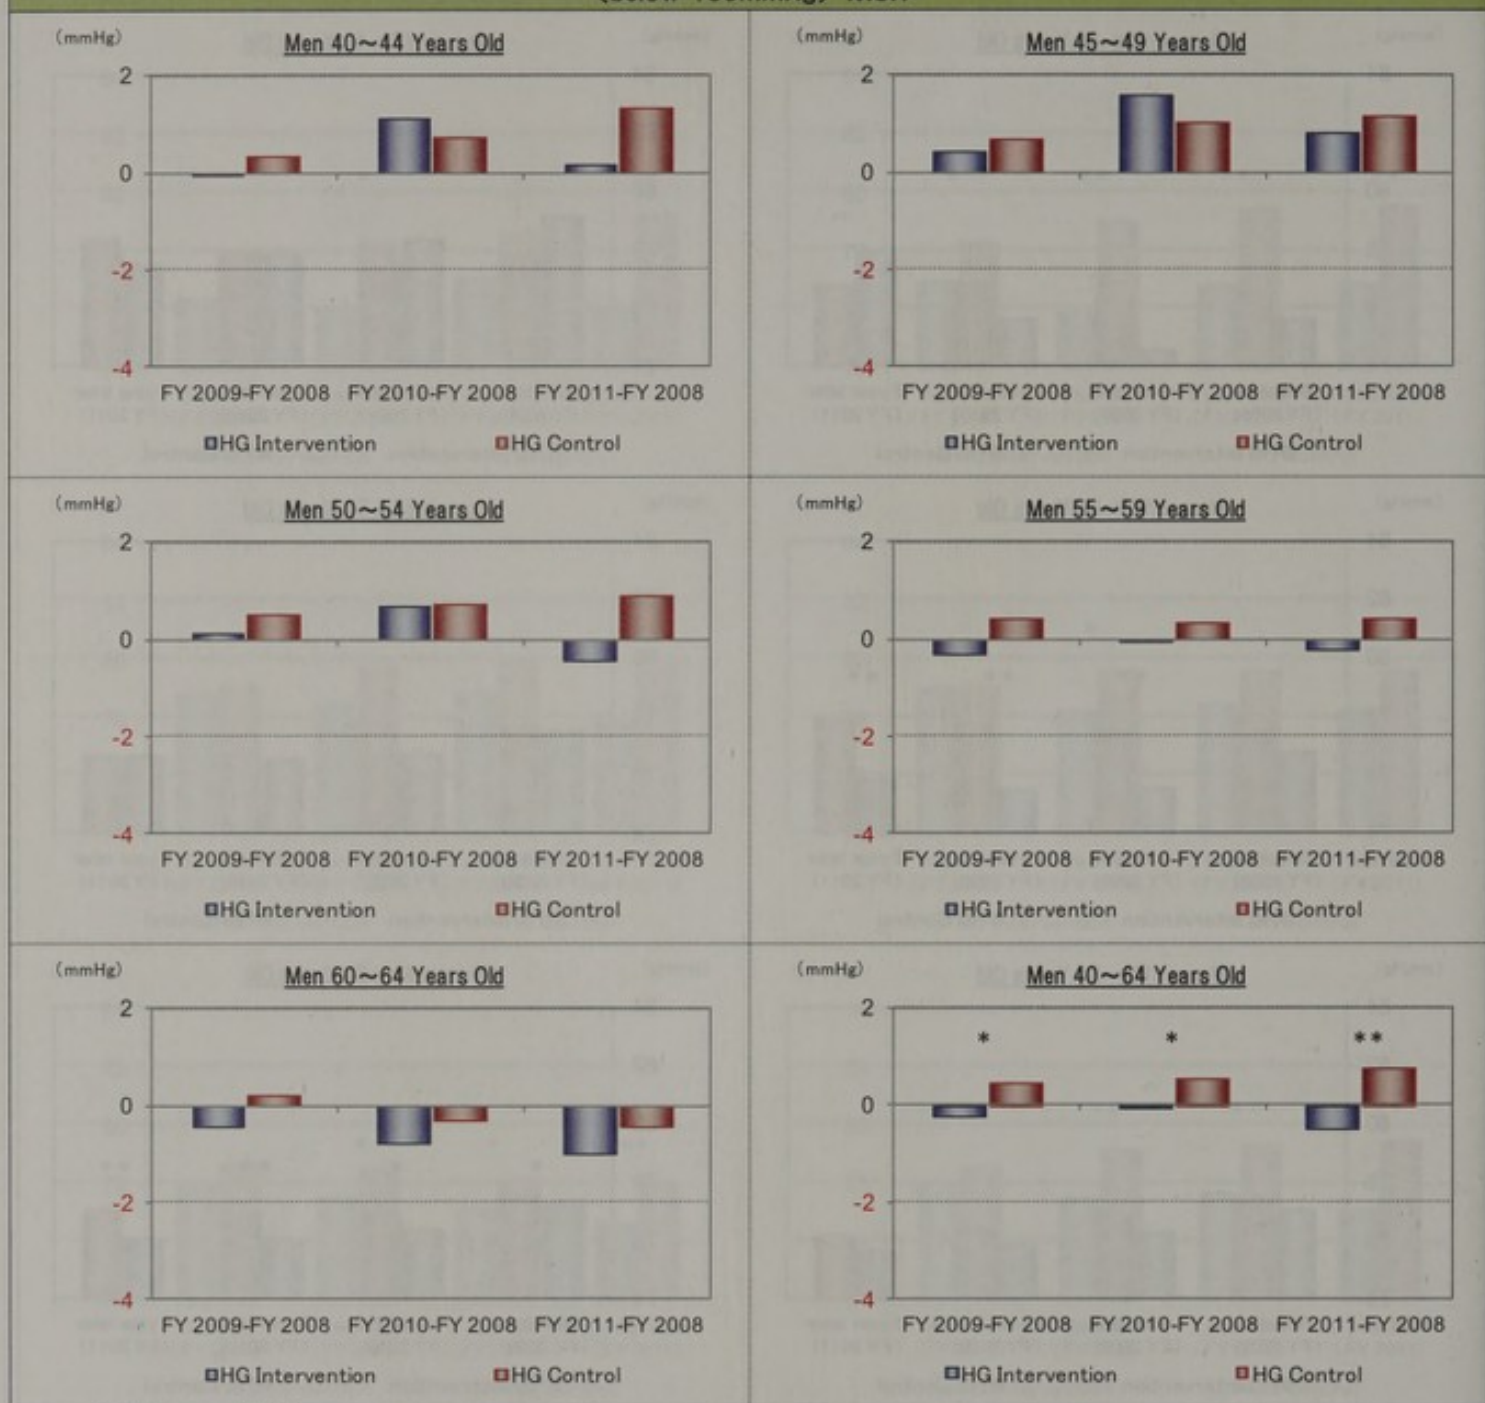 (mmHg)
Men 40~44 Years Old
2
0
-2
-4
FY 2009-FY 2008 FY 2010-FY 2008 FY 2011-FY 2008
HG Intervention HG Control
(mmHg)
Men 45~49 Years Old
2
0
-2
-4
FY 2009-FY 2008 FY 2010-FY 2008 FY 2011-FY 2008
HG Intervention HG Control
(mmHg)
Men 50~54 Years Old
2
0
-2
-4
FY 2009-FY 2008 FY 2010-FY 2008 FY 2011-FY 2008
HG Intervention HG Control
(mmHg)
Men 55~59 Years Old
2
0
-2
-4
FY 2009-FY 2008 FY 2010-FY 2008 FY 2011-FY 2008
HG Intervention HG Control
(mmHg)
Men 60~64 Years Old
2
0
-2
-4
FY 2009-FY 2008 FY 2010-FY 2008 FY 2011-FY 2008
HG Intervention HG Control
(mmHg)
Men 40~64 Years Old
2
* * **
0
-2
-4
FY 2009-FY 2008 FY 2010-FY 2008 FY 2011-FY 2008
HG Intervention HG Control